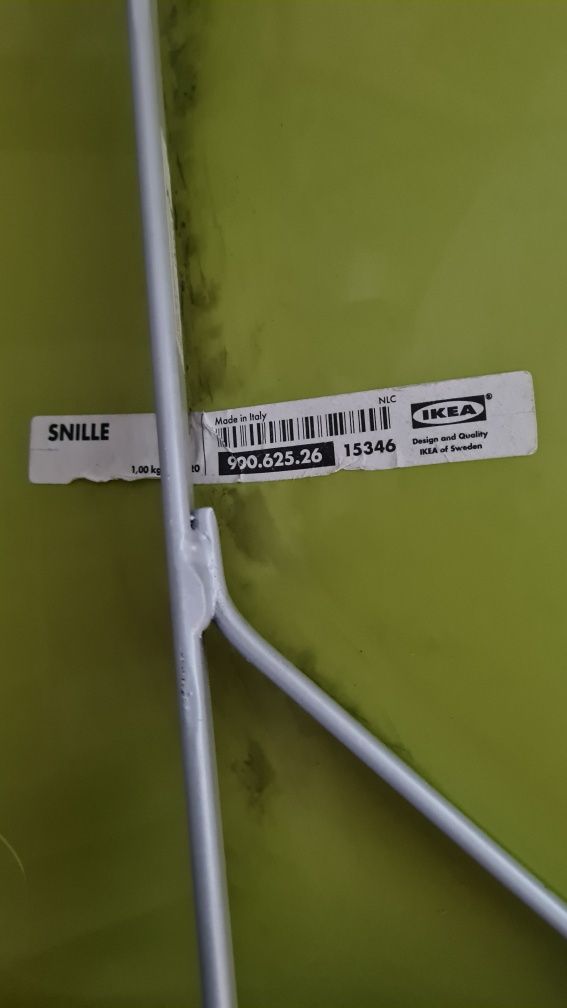 SNILLE
1,00 kg
Made in Italy
NLC
900.625.26
15346
IKEA®
Design and Quality
IKEA of Sweden